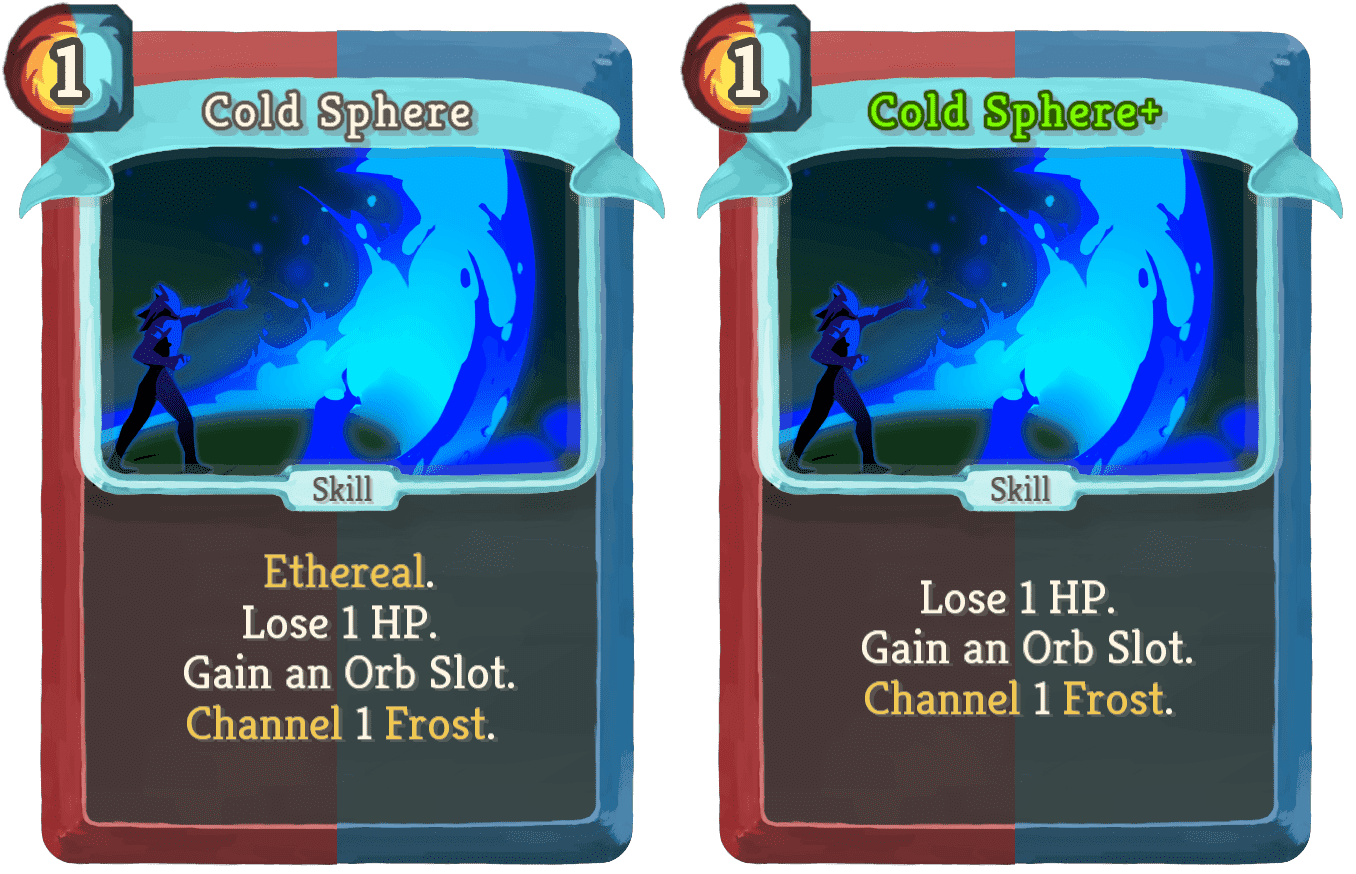 1
Cold Sphere
Skill
Ethereal.
Lose 1 HP.
Gain an Orb Slot.
Channel 1 Frost.
1
Cold Sphere+
Skill
Lose 1 HP.
Gain an Orb Slot.
Channel 1 Frost.